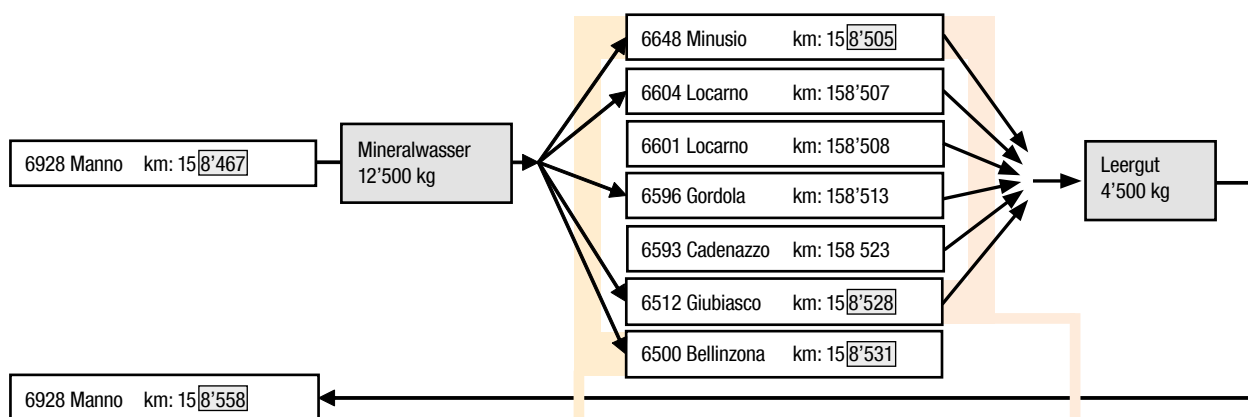 6648 Minusio km: 158’505
6604 Locarno km: 158’507
6601 Locarno km: 158’508
6596 Gordola km: 158’513
6593 Cadenazzo km: 158 523
6512 Giubiasco km: 158’528
6500 Bellinzona km: 158’531
6928 Manno km: 158’467
Mineralwasser
12’500 kg
Leergut
4’500 kg
6928 Manno km: 158’558